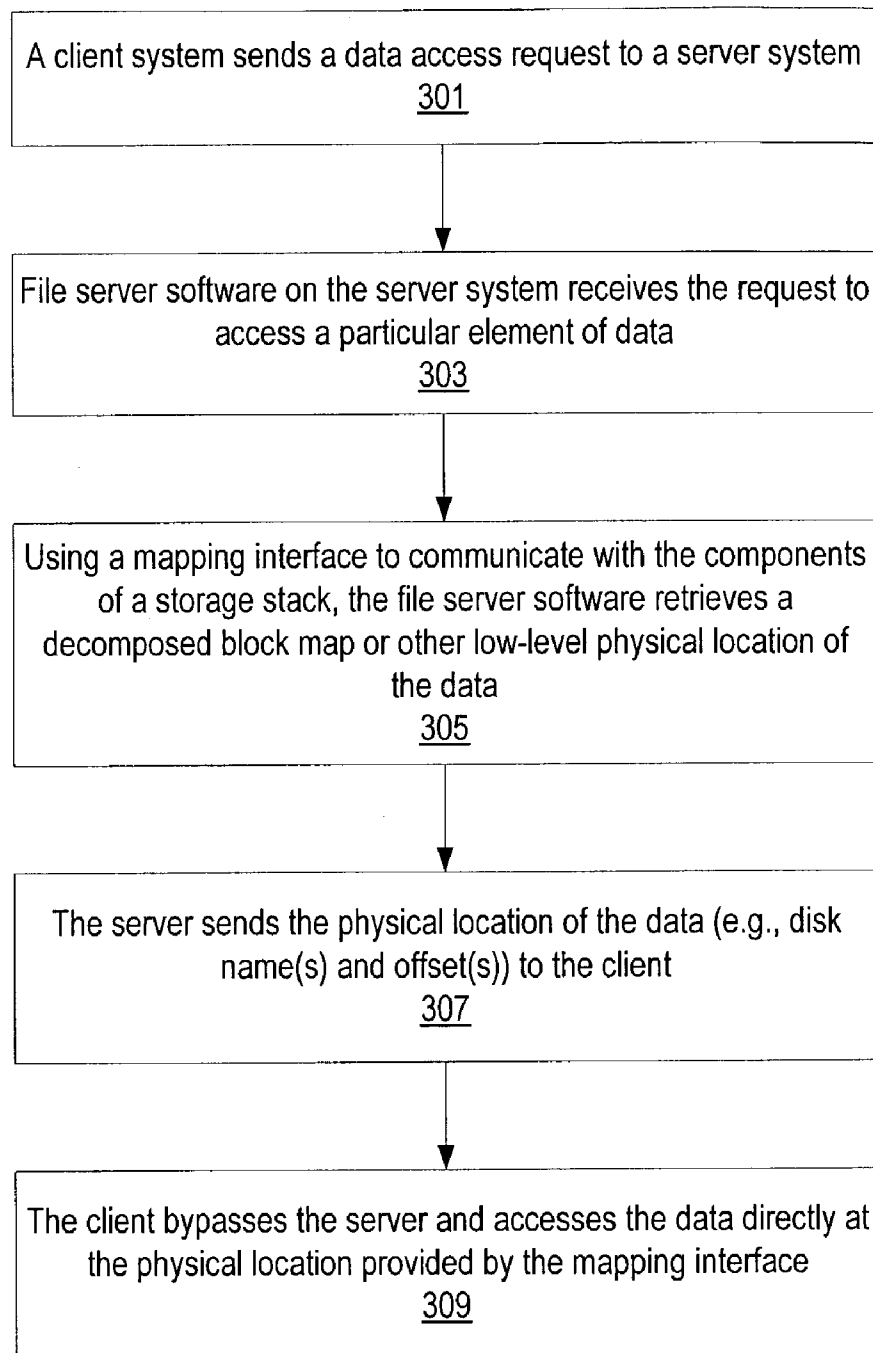 A client system sends a data access request to a server system
301
File server software on the server system receives the request to
access a particular element of data
303
Using a mapping interface to communicate with the components
of a storage stack, the file server software retrieves a
decomposed block map or other low-level physical location of
the data
305
The server sends the physical location of the data (e.g., disk
name(s) and offset(s)) to the client
307
The client bypasses the server and accesses the data directly at
the physical location provided by the mapping interface
309